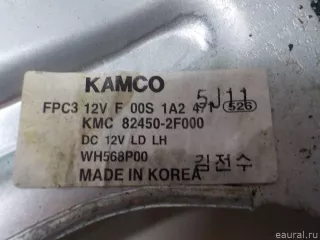 KAMCO
FPC3 12V F 00S 1A2 471 526
5J11
KMC 82450-2F000
DC 12V LD LH
WH568P00
MADE IN KOREA
김전수
© eaural.ru